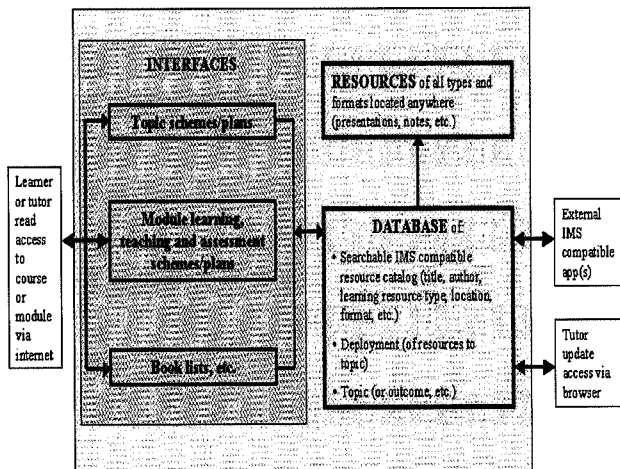 INTERFACES
Topic schemes/plans
Module learning,
teaching and assessment
schemes/plans
Book lists, etc.
Learner
or tutor
read
access
to
course
or
module
via
internet
RESOURCES of all types and
formats located anywhere
(presentations, notes, etc.)
DATABASE of:
• Searchable IMS compatible
resource catalog (title, author,
learning resource type, location,
format, etc.)
• Deployment (of resources to
topic)
• Topic (or outcome, etc.)
External
IMS
compatible
app(s)
Tutor
update
access via
browser